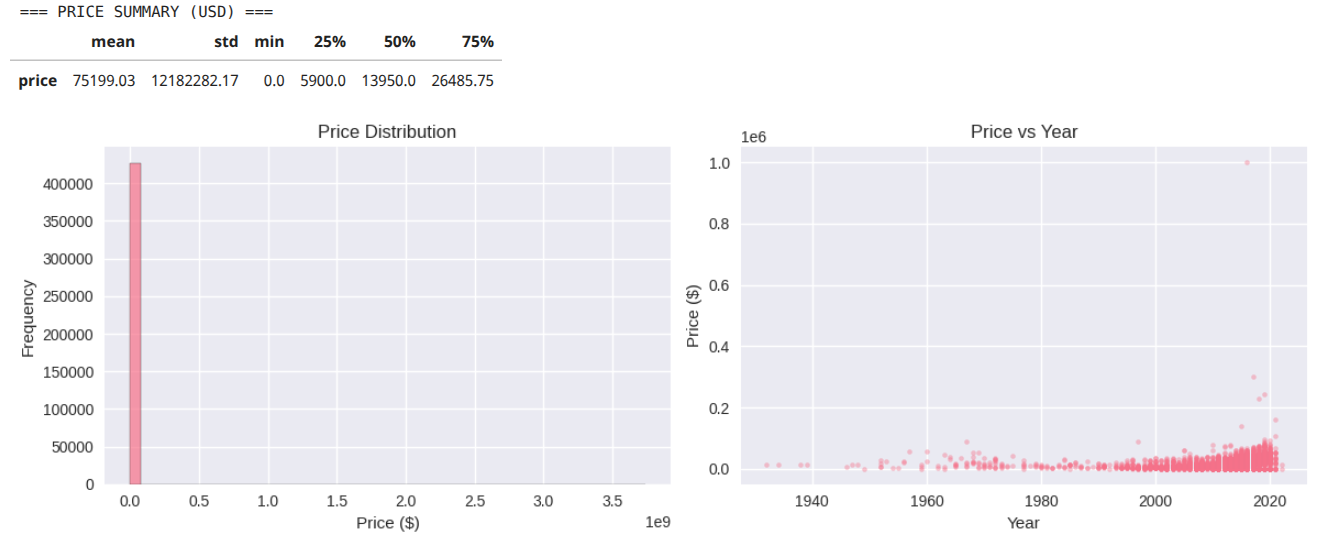 === PRICE SUMMARY (USD) ===
mean std min 25% 50% 75%
price 75199.03 12182282.17 0.0 5900.0 13950.0 26485.75
Price Distribution
400000
350000
300000
250000
200000
150000
100000
50000
0
Frequency
0.0 0.5 1.0 1.5 2.0 2.5 3.0 3.5
1e9
Price ($)
Price vs Year
1e6
1.0
0.8
0.6
0.4
0.2
0.0
Price ($)
1940 1960 1980 2000 2020
Year